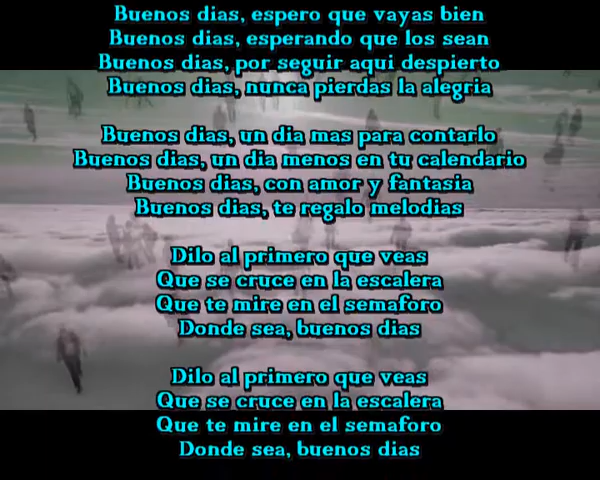 Buenos dias, espero que vayas bien
Buenos dias, esperando que los sean
Buenos dias, por seguir aqui despierto
Buenos dias, nunca pierdas la alegria
Buenos dias, un dia mas para contarlo
Buenos dias, un dia menos en tu calendario
Buenos dias, con amor y fantasia
Buenos dias, te regalo melodias
Dilo al primero que veas
Que se cruce en la escalera
Que te mire en el semaforo
Donde sea, buenos dias
Dilo al primero que veas
Que se cruce en la escalera
Que te mire en el semaforo
Donde sea, buenos dias